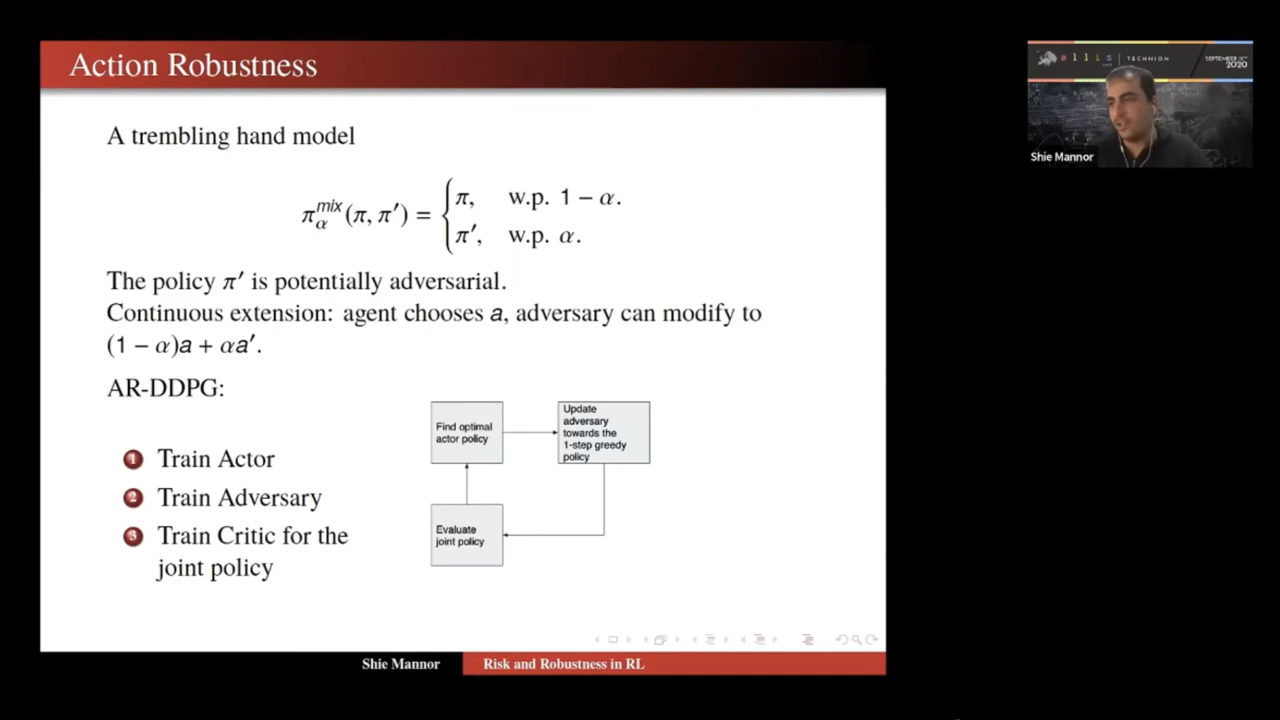 Action Robustness
A trembling hand model
π_α^mix(π, π′) = { π, w.p. 1 − α.
π′, w.p. α.
The policy π′ is potentially adversarial.
Continuous extension: agent chooses a, adversary can modify to
(1 − α)a + αa′.
AR-DDPG:
1 Train Actor
2 Train Adversary
3 Train Critic for the
joint policy
Find optimal
actor policy
Update
adversary
towards the
1-step greedy
policy
Evaluate
joint policy
Shie Mannor
Risk and Robustness in RL
ellis
TECHNION
SEPTEMBER
2020
Shie Mannor